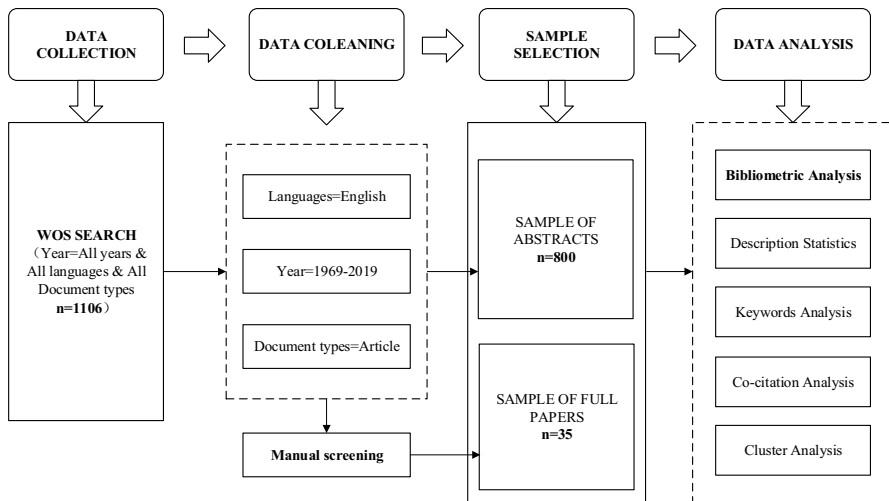 DATA
COLLECTION
DATA COLEANING
SAMPLE
SELECTION
DATA ANALYSIS
WOS SEARCH
（Year=All years &
All languages & All
Document types
n=1106）
Languages=English
Year=1969-2019
Document types=Article
Manual screening
SAMPLE OF
ABSTRACTS
n=800
SAMPLE OF FULL
PAPERS
n=35
Bibliometric Analysis
Description Statistics
Keywords Analysis
Co-citation Analysis
Cluster Analysis